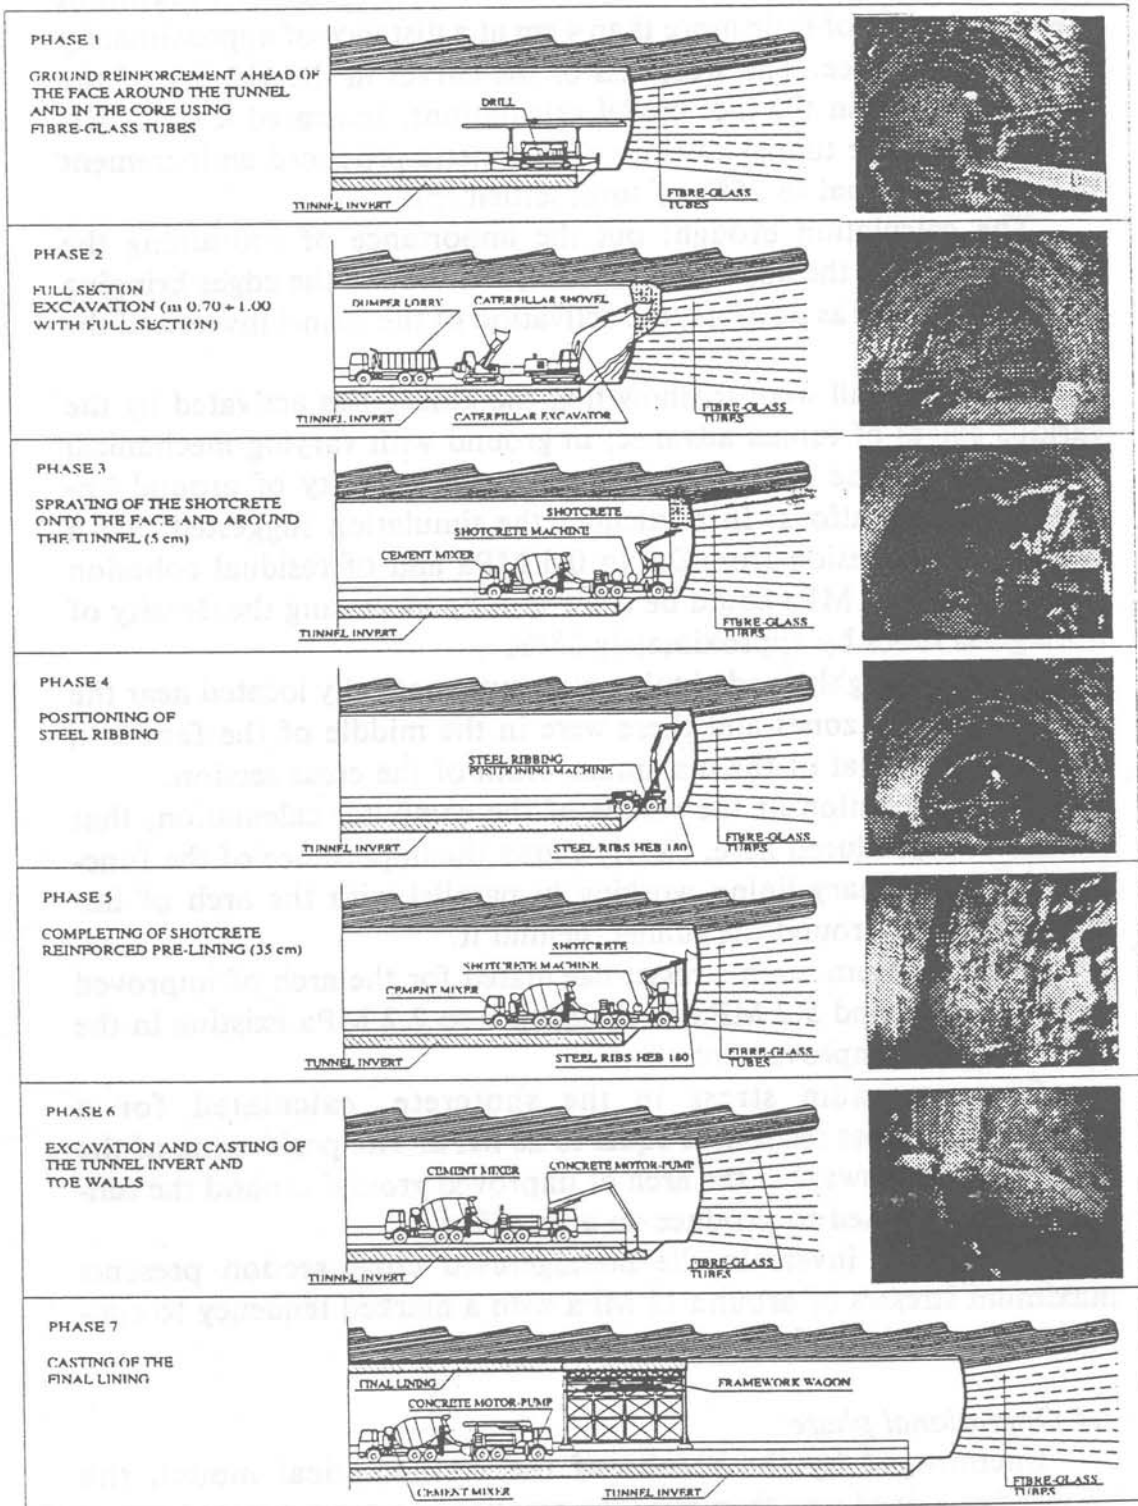 PHASE 1
GROUND REINFORCEMENT AHEAD OF
THE FACE AROUND THE TUNNEL
AND IN THE CORE USING
FIBRE-GLASS TUBES
DRILL
TUNNEL INVERT
FIBRE-GLASS
TUBES
PHASE 2
FULL SECTION
EXCAVATION (m 0.70÷1.00
WITH FULL SECTION)
DUMPER LORRY
CATERPILLAR SHOVEL
TUNNEL INVERT
CATERPILLAR EXCAVATOR
FIBRE-GLASS
TUBES
PHASE 3
SPRAYING OF THE SHOTCRETE
ONTO THE FACE AND AROUND
THE TUNNEL (5 cm)
SHOTCRETE
SHOTCRETE MACHINE
CEMENT MIXER
TUNNEL INVERT
FIBRE-GLASS
TUBES
PHASE 4
POSITIONING OF
STEEL RIBBING
STEEL RIBBING
POSITIONING MACHINE
TUNNEL INVERT
STEEL RIBS HEB 180
FIBRE-GLASS
TUBES
PHASE 5
COMPLETING OF SHOTCRETE
REINFORCED PRE-LINING (35 cm)
SHOTCRETE
SHOTCRETE MACHINE
CEMENT MIXER
TUNNEL INVERT
STEEL RIBS HEB 180
FIBRE-GLASS
TUBES
PHASE 6
EXCAVATION AND CASTING OF
THE TUNNEL INVERT AND
TOE WALLS
CEMENT MIXER
CONCRETE MOTOR-PUMP
TUNNEL INVERT
FIBRE-GLASS
TUBES
PHASE 7
CASTING OF THE
FINAL LINING
FINAL LINING
FRAMEWORK WAGON
CONCRETE MOTOR-PUMP
CEMENT MIXER
TUNNEL INVERT
FIBRE-GLASS
TUBES